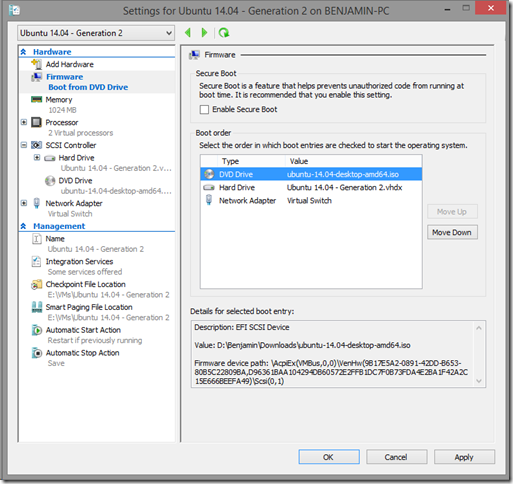 Settings for Ubuntu 14.04 - Generation 2 on BENJAMIN-PC
Ubuntu 14.04 - Generation 2
Hardware
Add Hardware
Firmware
Boot from DVD Drive
Memory
1024 MB
Processor
2 Virtual processors
SCSI Controller
Hard Drive
Ubuntu 14.04 - Generation 2.vh...
DVD Drive
ubuntu-14.04-desktop-amd64....
Network Adapter
Virtual Switch
Management
Name
Ubuntu 14.04 - Generation 2
Integration Services
Some services offered
Checkpoint File Location
E:\VMs\Ubuntu 14.04 - Generation 2
Smart Paging File Location
E:\VMs\Ubuntu 14.04 - Generation 2
Automatic Start Action
Restart if previously running
Automatic Stop Action
Save
Firmware
Secure Boot
Secure Boot is a feature that helps prevents unauthorized code from running at
boot time. It is recommended that you enable this setting.
Enable Secure Boot
Boot order
Select the order in which boot entries are checked to start the operating system.
Type Value
DVD Drive ubuntu-14.04-desktop-amd64.iso
Hard Drive Ubuntu 14.04 - Generation 2.vhdx
Network Adapter Virtual Switch
Move Up
Move Down
Details for selected boot entry:
Description: EFI SCSI Device
Value: D:\Benjamin\Downloads\ubuntu-14.04-desktop-amd64.iso
Firmware device path: \AcpiEx(VMBus,0,0)\VenHw(9B17E5A2-0891-42DD-B653-
80B5C22809BA,D96361BAA104294DB60572E2FFB1DC7F0B73FDA4E2BA1F42A2C
15E666BEEFA49)\Scsi(0,1)
OK
Cancel
Apply